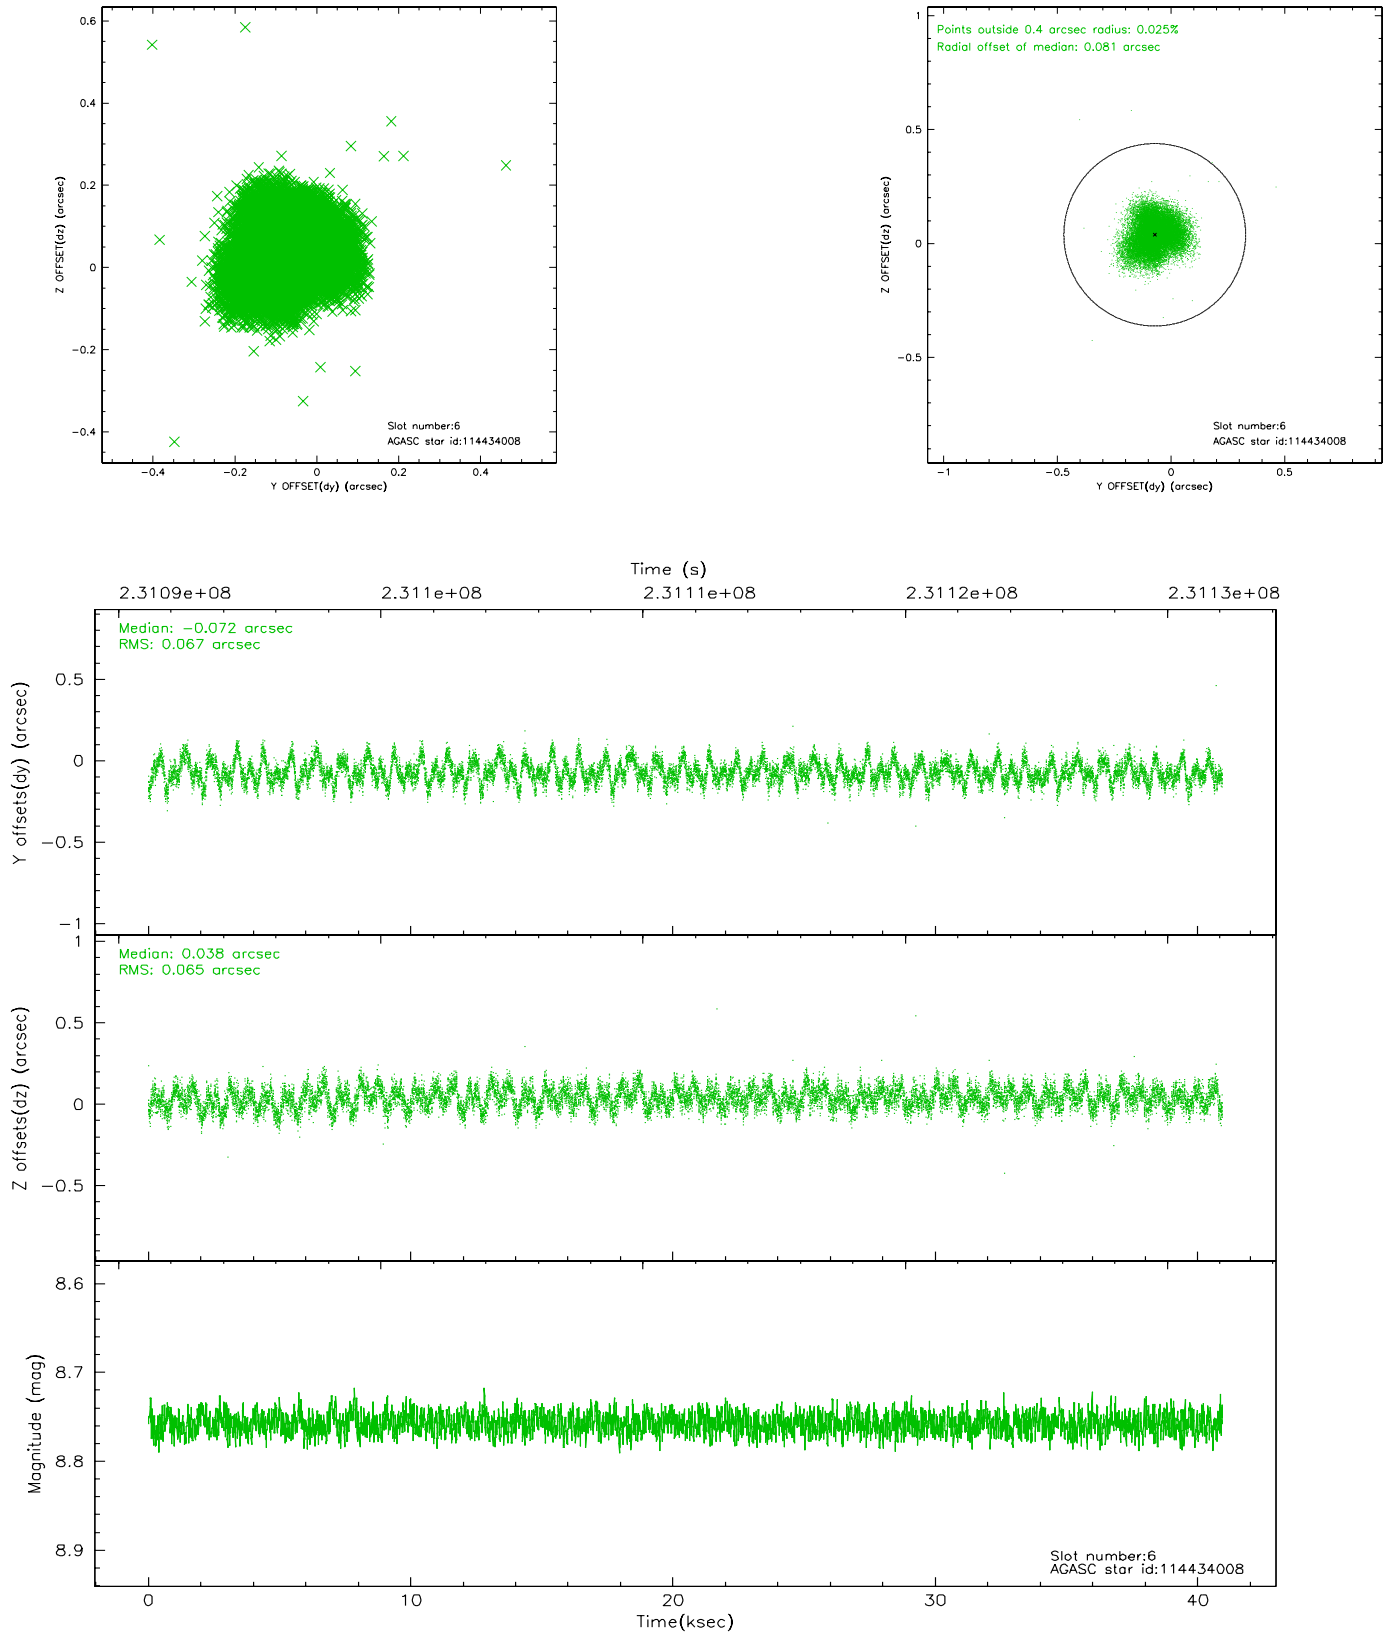 0.6
0.4
0.2
0
−0.2
−0.4
Z OFFSET(dz) (arcsec)
−0.4 −0.2 0 0.2 0.4
Y OFFSET(dy) (arcsec)
Slot number:6
AGASC star id:114434008
Points outside 0.4 arcsec radius: 0.025%
Radial offset of median: 0.081 arcsec
1
0.5
0
−0.5
Z OFFSET(dz) (arcsec)
−1 −0.5 0 0.5
Y OFFSET(dy) (arcsec)
Slot number:6
AGASC star id:114434008
Time (s)
2.3109e+08 2.311e+08 2.3111e+08 2.3112e+08 2.3113e+08
Median: −0.072 arcsec
RMS: 0.067 arcsec
0.5
0
−0.5
−1
Y offsets(dy) (arcsec)
Median: 0.038 arcsec
RMS: 0.065 arcsec
1
0.5
0
−0.5
Z offsets(dz) (arcsec)
8.6
8.7
8.8
8.9
Magnitude (mag)
Slot number:6
AGASC star id:114434008
0 10 20 30 40
Time(ksec)